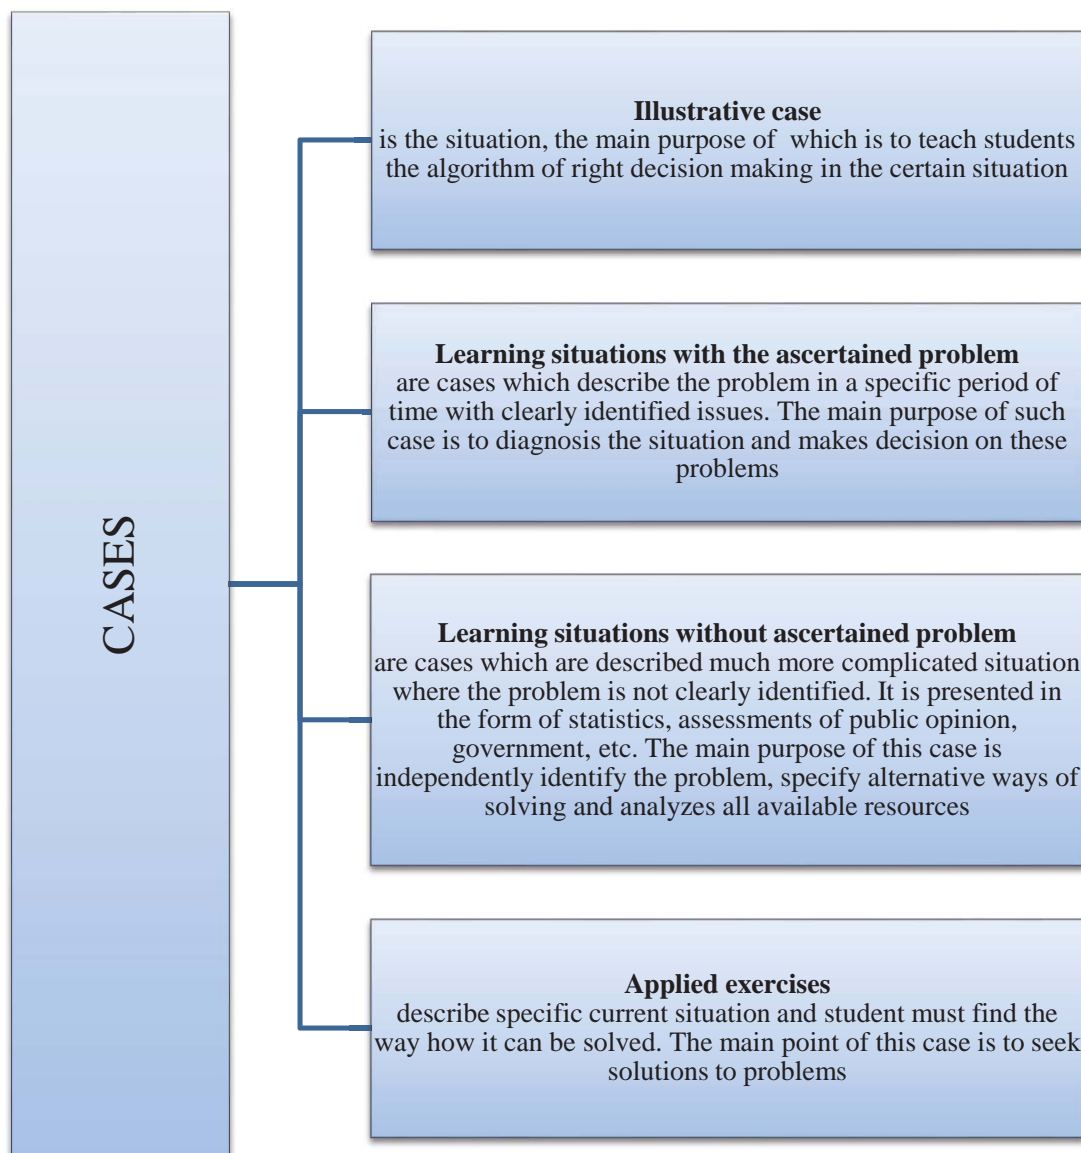 CASES
Illustrative case
is the situation, the main purpose of which is to teach students
the algorithm of right decision making in the certain situation
Learning situations with the ascertained problem
are cases which describe the problem in a specific period of
time with clearly identified issues. The main purpose of such
case is to diagnosis the situation and makes decision on these
problems
Learning situations without ascertained problem
are cases which are described much more complicated situation
where the problem is not clearly identified. It is presented in
the form of statistics, assessments of public opinion,
government, etc. The main purpose of this case is
independently identify the problem, specify alternative ways of
solving and analyzes all available resources
Applied exercises
describe specific current situation and student must find the
way how it can be solved. The main point of this case is to seek
solutions to problems